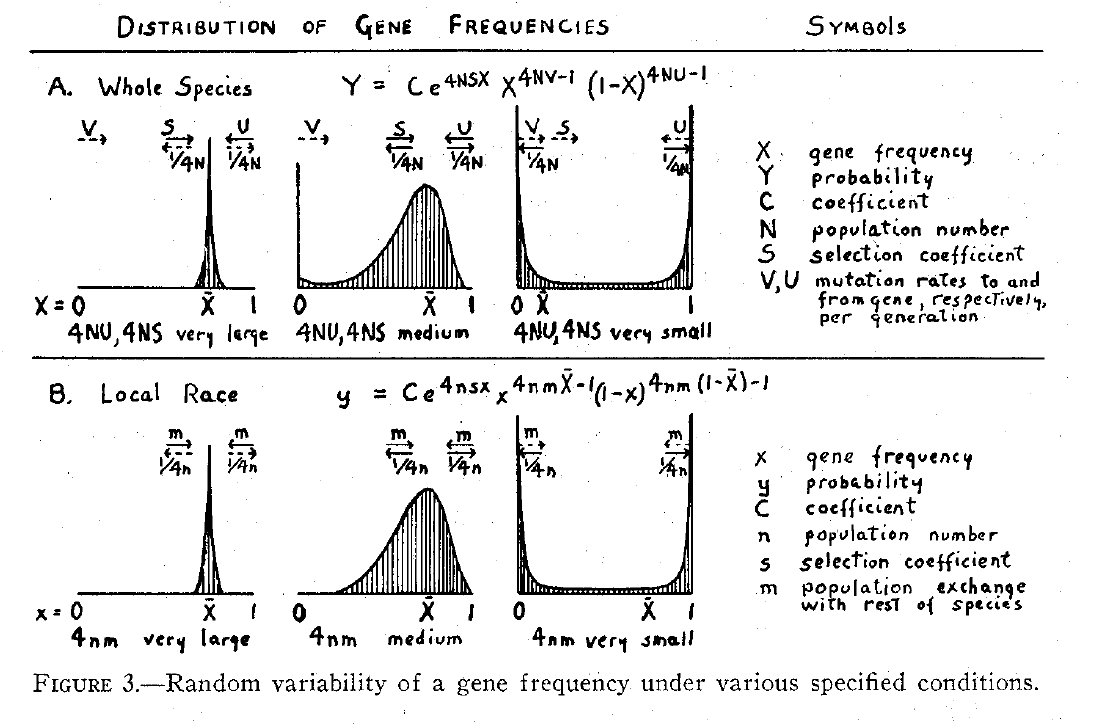 DISTRIBUTION OF GENE FREQUENCIES SYMBOLS
A. Whole Species Y = Ce^4NSX X^4NV-1 (1-X)^4NU-1
V S U V S U V S U
1/4N 1/4N 1/4N 1/4N 1/4N 1/4N
X = 0 X̄ 1 0 X̄ 1 0 X̄ 1
4NU,4NS very large 4NU,4NS medium 4NU,4NS very small
X gene frequency
Y probability
C coefficient
N population number
S selection coefficient
V,U mutation rates to and
from gene, respectively,
per generation
B. Local Race y = Ce^4nsx x^4nmX̄-1 (1-x)^4nm(1-X̄)-1
m m m m m m
1/4n 1/4n 1/4n 1/4n 1/4n 1/4n
x = 0 X̄ 1 0 X̄ 1 0 X̄ 1
4nm very large 4nm medium 4nm very small
x gene frequency
y probability
C coefficient
n population number
s selection coefficient
m population exchange
with rest of species
FIGURE 3.—Random variability of a gene frequency under various specified conditions.